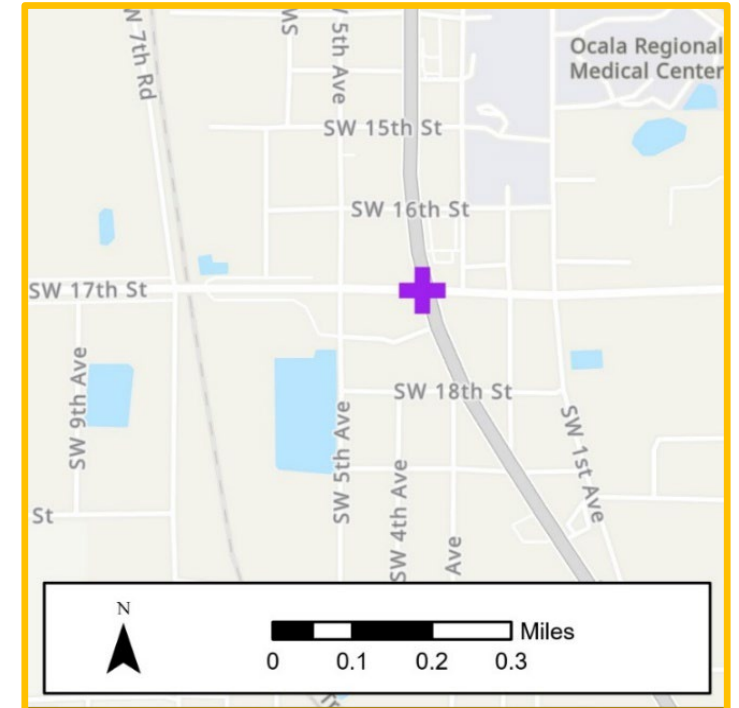 N 7th Rd
SW
V 5th Ave
Ocala Regional
Medical Center
SW 15th St
SW 16th St
SW 17th St
SW 9th Ave
SW 18th St
SW 5th Ave
SW 4th Ave
Ave
SW 1st Ave
St
N
Miles
0 0.1 0.2 0.3